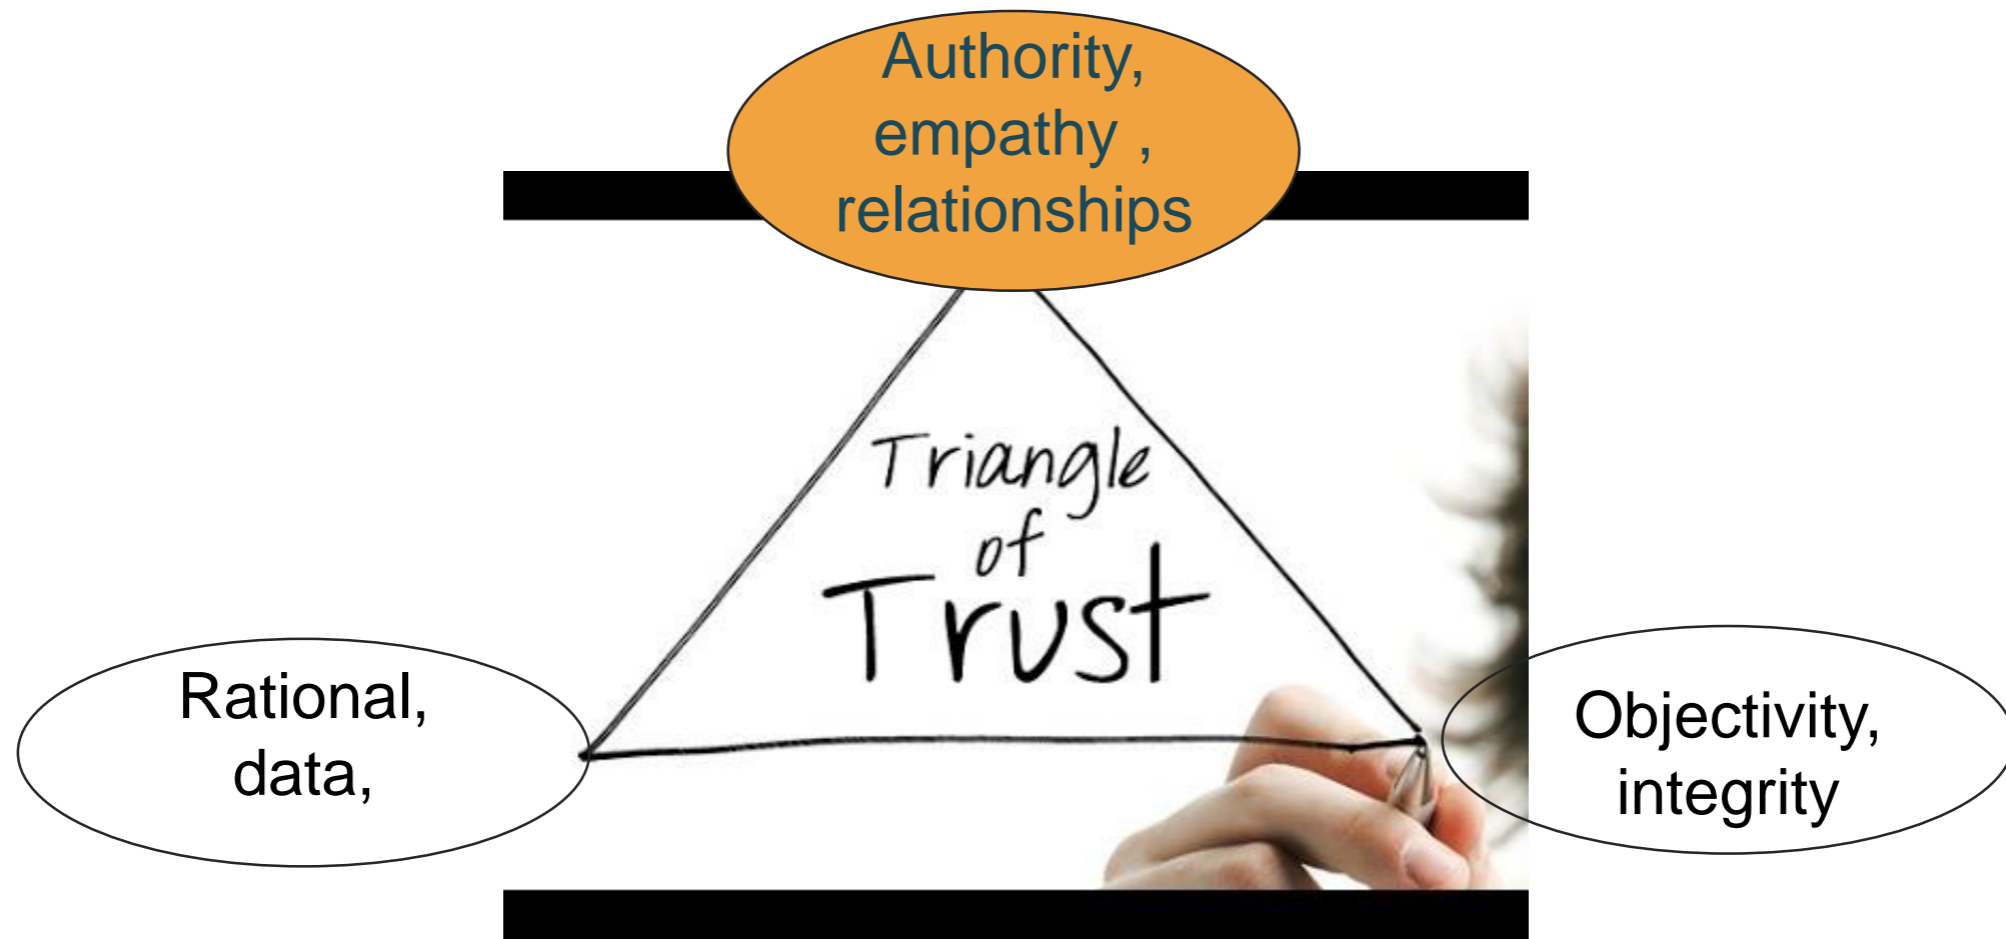 Authority,
empathy ,
relationships
Triangle
of
Trust
Rational,
data,
Objectivity,
integrity